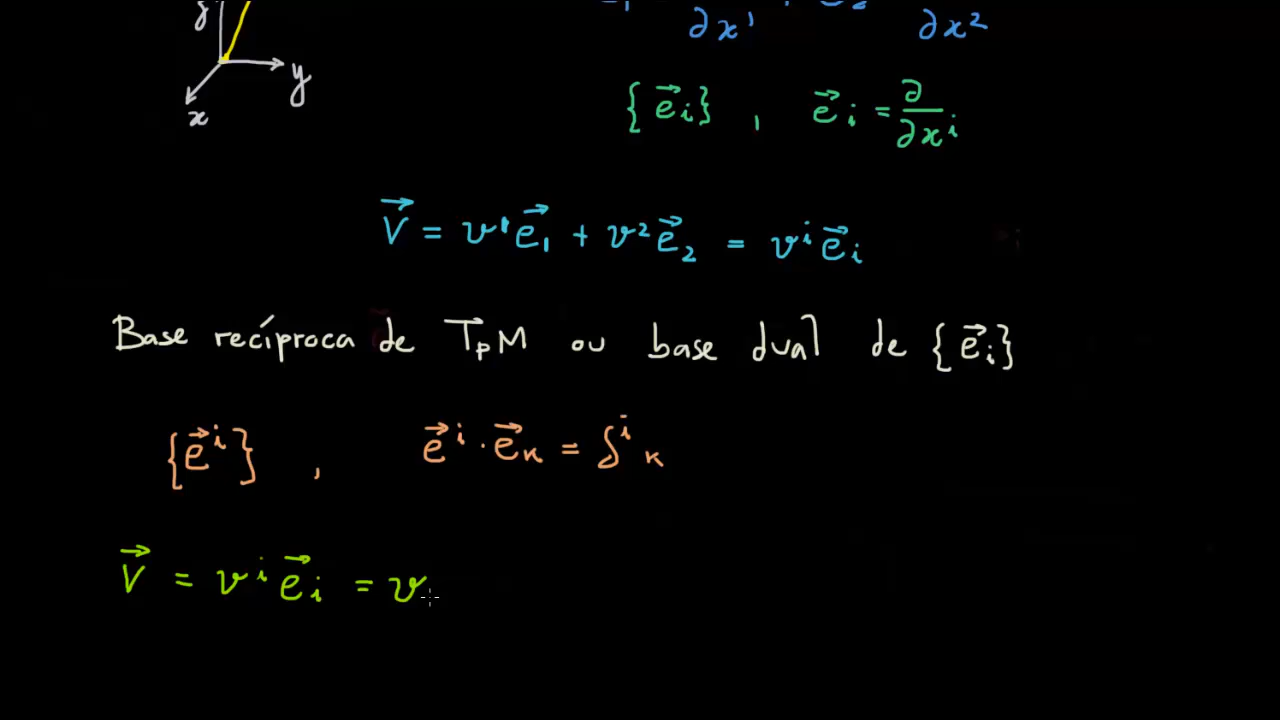 z
y
x
∂x¹ ∂x²
{e⃗ᵢ} , e⃗ᵢ = ∂/∂xⁱ
V⃗ = v¹e⃗₁ + v²e⃗₂ = vⁱe⃗ᵢ
Base recíproca de TₚM ou base dual de {e⃗ᵢ}
{e⃗ⁱ} , e⃗ⁱ · e⃗ₖ = δⁱₖ
V⃗ = vⁱe⃗ᵢ = v